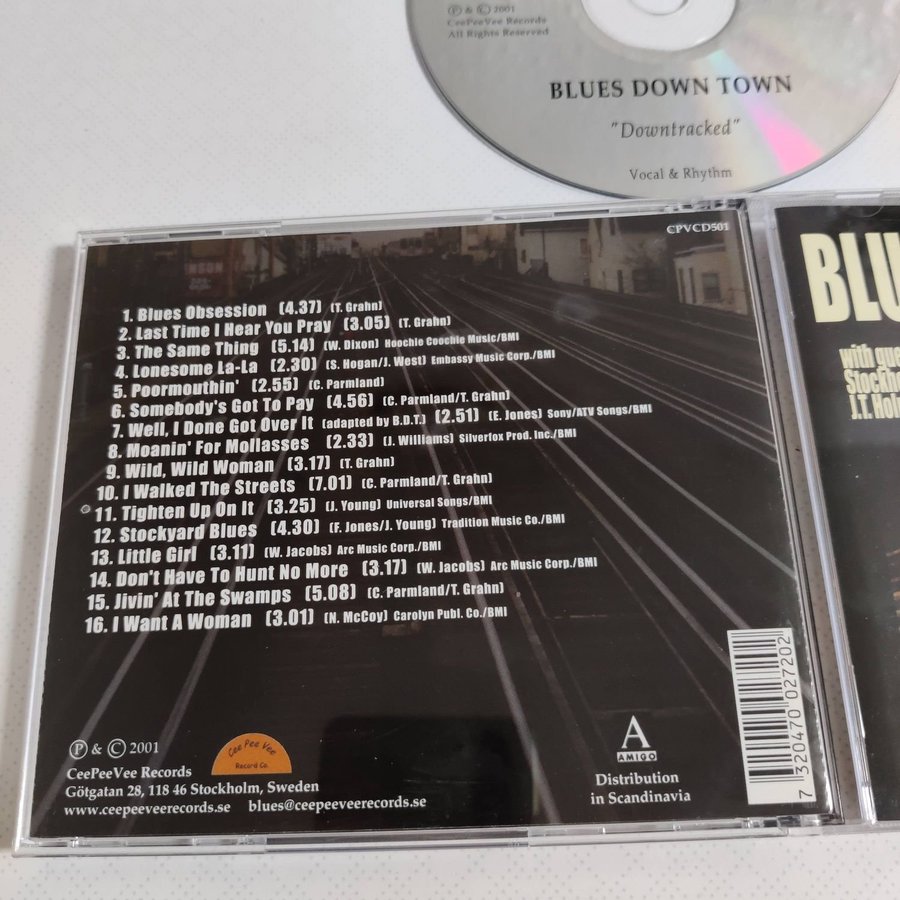 ℗ & © 2001
CeePeeVee Records
All Rights Reserved
BLUES DOWN TOWN
"Downtracked"
Vocal & Rhythm
CPVCD501
1. Blues Obsession (4.37) (T. Grahn)
2. Last Time I Hear You Pray (3.05) (T. Grahn)
3. The Same Thing (5.14) (W. Dixon) Hoochie Coochie Music/BMI
4. Lonesome La-La (2.30) (S. Hogan/J. West) Embassy Music Corp./BMI
5. Poormouthin' (2.55) (C. Parmland)
6. Somebody's Got To Pay (4.56) (C. Parmland/T. Grahn)
7. Well, I Done Got Over It (adapted by B.D.T.) (2.51) (E. Jones) Sony/ATV Songs/BMI
8. Moanin' For Mollasses (2.33) (J. Williams) Silverfox Prod. Inc./BMI
9. Wild, Wild Woman (3.17) (T. Grahn)
10. I Walked The Streets (7.01) (C. Parmland/T. Grahn)
11. Tighten Up On It (3.25) (J. Young) Universal Songs/BMI
12. Stockyard Blues (4.30) (F. Jones/J. Young) Tradition Music Co./BMI
13. Little Girl (3.11) (W. Jacobs) Arc Music Corp./BMI
14. Don't Have To Hunt No More (3.17) (W. Jacobs) Arc Music Corp./BMI
15. Jivin' At The Swamps (5.08) (C. Parmland/T. Grahn)
16. I Want A Woman (3.01) (N. McCoy) Carolyn Publ. Co./BMI
℗ & © 2001
Cee Pee Vee
Record Co.
CeePeeVee Records
Götgatan 28, 118 46 Stockholm, Sweden
www.ceepeeveerecords.se blues@ceepeeveerecords.se
A
AMIGO
Distribution
in Scandinavia
7 320470 027202
BLU
with gue
Stockho
J.T. Hol